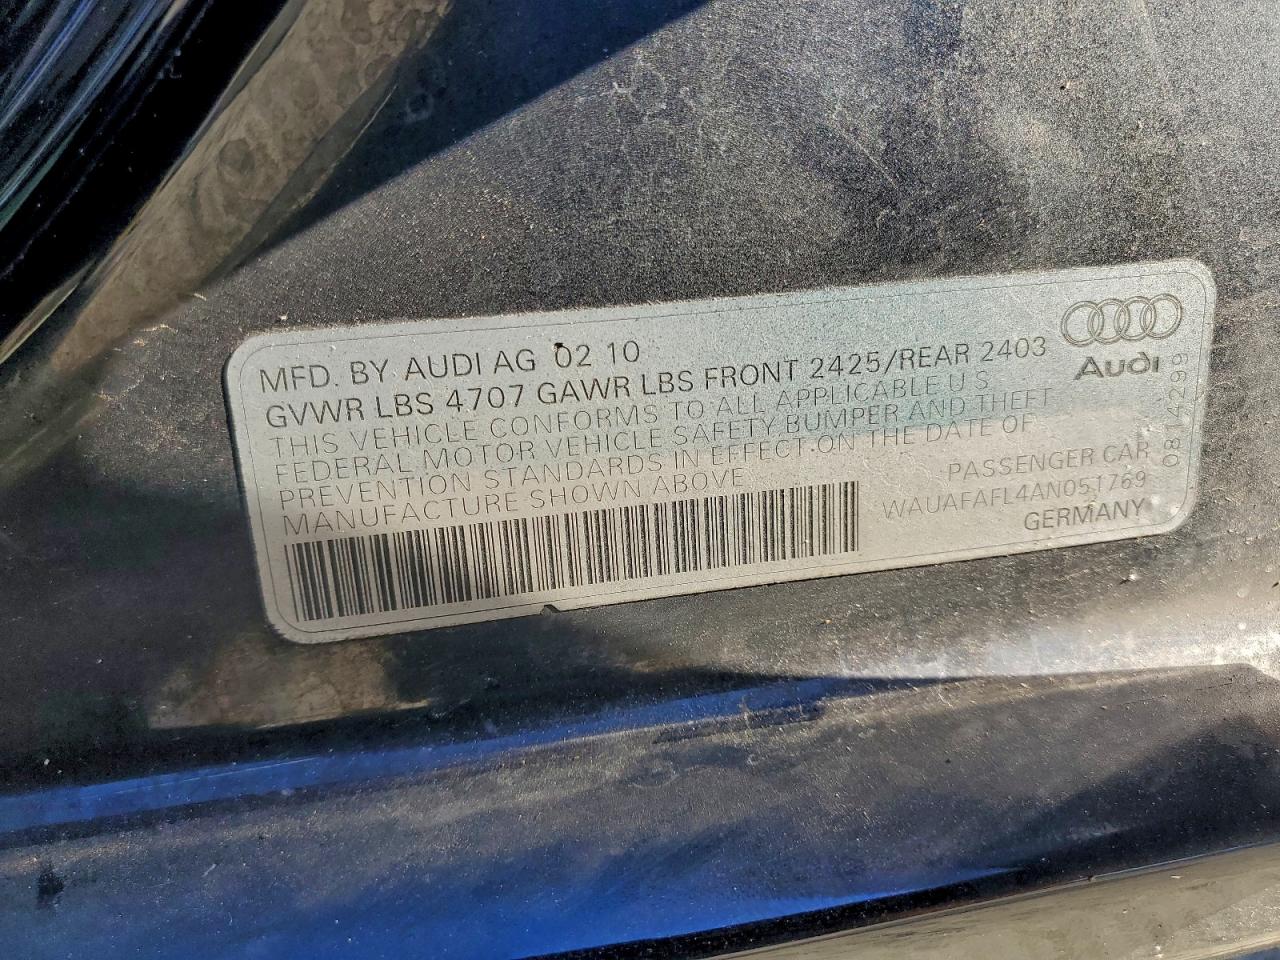 MFD. BY AUDI AG 02 10
GVWR LBS 4707 GAWR LBS FRONT 2425/REAR 2403
THIS VEHICLE CONFORMS TO ALL APPLICABLE U S
FEDERAL MOTOR VEHICLE SAFETY BUMPER AND THEFT
PREVENTION STANDARDS IN EFFECT ON THE DATE OF
MANUFACTURE SHOWN ABOVE
Audi
PASSENGER CAR
WAUAFAFL4AN051769
GERMANY
0814299